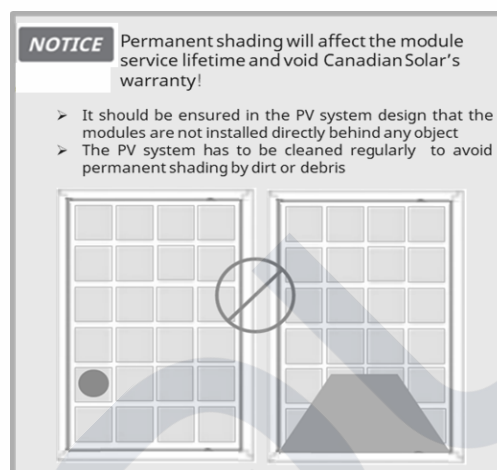 NOTICE
Permanent shading will affect the module
service lifetime and void Canadian Solar's
warranty!
➢ It should be ensured in the PV system design that the
modules are not installed directly behind any object
➢ The PV system has to be cleaned regularly to avoid
permanent shading by dirt or debris